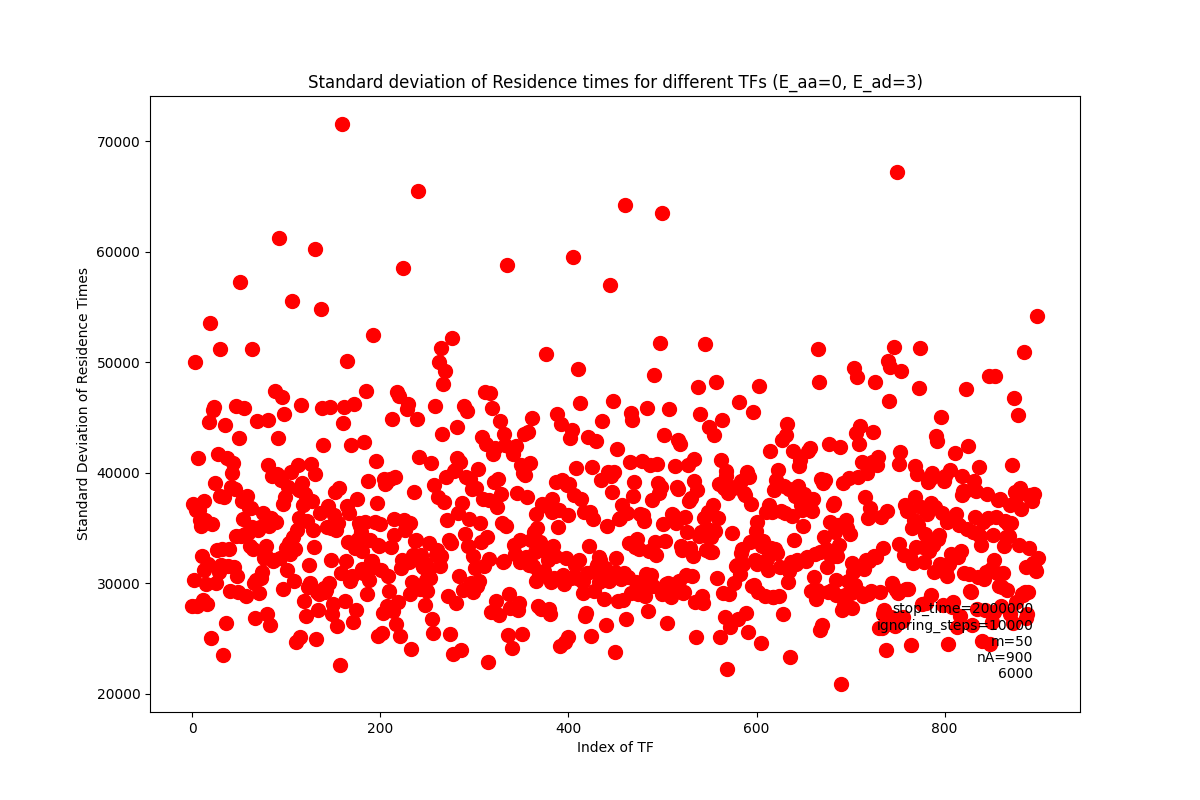 Standard deviation of Residence times for different TFs (E_aa=0, E_ad=3)
Standard Deviation of Residence Times
70000
60000
50000
40000
30000
20000
stop_time=2000000
ignoring_steps=10000
m=50
nA=900
6000
0
200
400
600
800
Index of TF